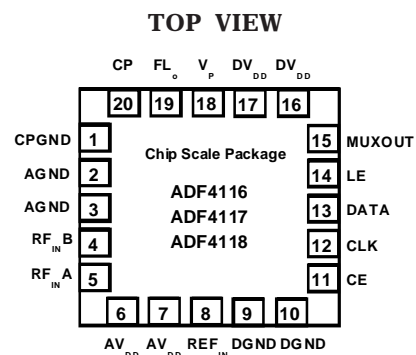 TOP VIEW
CP FLo VP DVDD DVDD
20 19 18 17 16
CPGND 1
AGND 2
AGND 3
RFINB 4
RFINA 5
Chip Scale Package
ADF4116
ADF4117
ADF4118
15 MUXOUT
14 LE
13 DATA
12 CLK
11 CE
6 7 8 9 10
AVDD AVDD REFIN DGND DGND